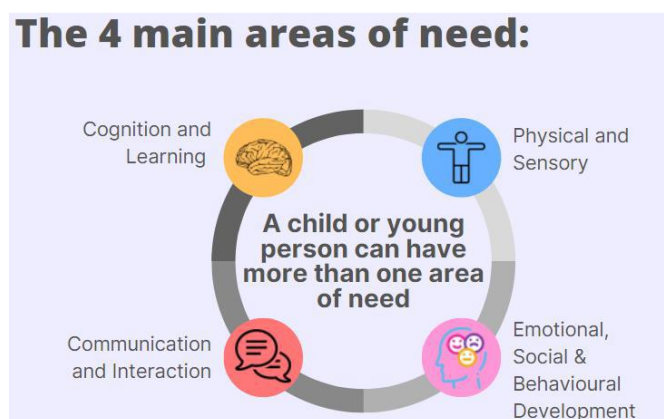 The 4 main areas of need:
Cognition and
Learning
Physical and
Sensory
A child or young
person can have
more than one area
of need
Communication
and Interaction
Emotional,
Social &
Behavioural
Development